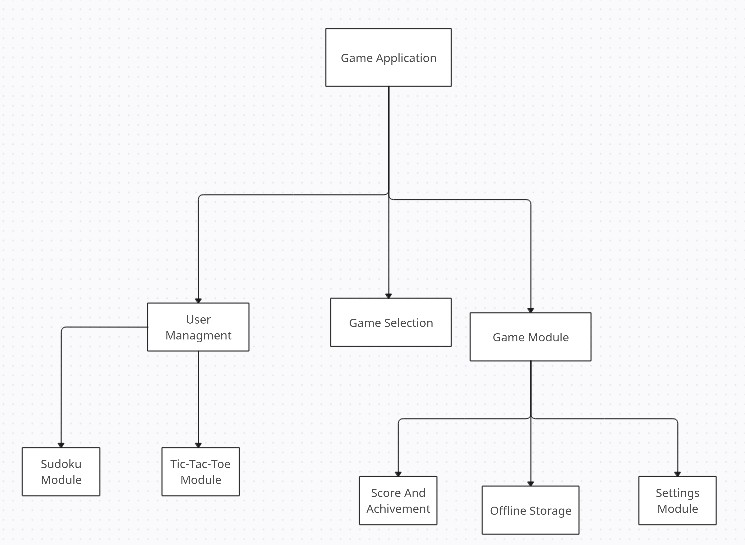 Game Application
User
Managment
Game Selection
Game Module
Sudoku
Module
Tic-Tac-Toe
Module
Score And
Achivement
Offline Storage
Settings
Module